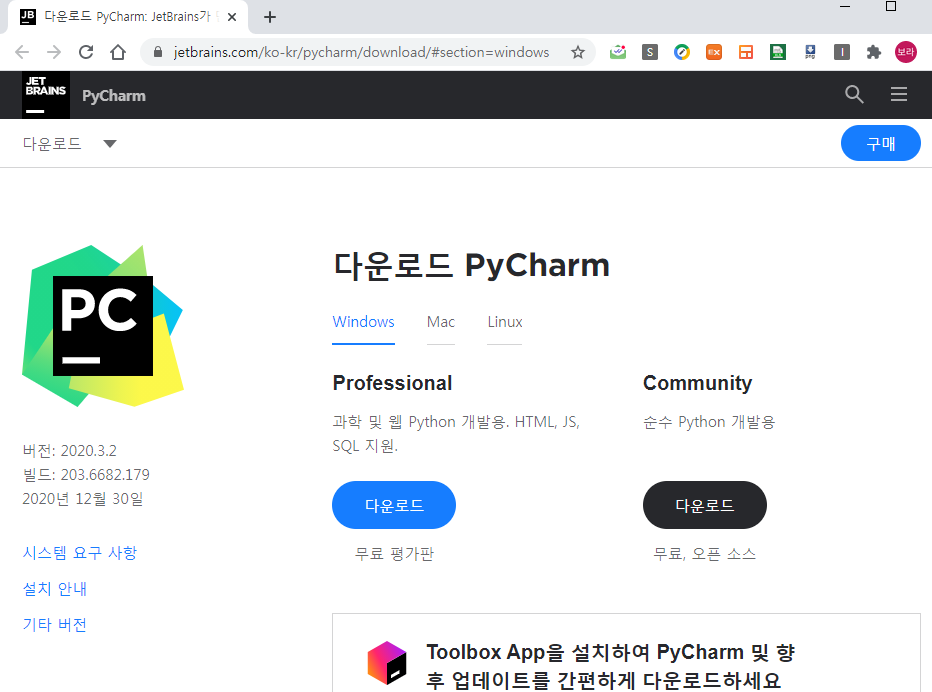 JB 다운로드 PyCharm: JetBrains가
jetbrains.com/ko-kr/pycharm/download/#section=windows
S
EX
png
I
보라
JET
BRAINS
PyCharm
다운로드
구매
PC
다운로드 PyCharm
Windows Mac Linux
Professional
과학 및 웹 Python 개발용. HTML, JS,
SQL 지원.
다운로드
무료 평가판
Community
순수 Python 개발용
다운로드
무료, 오픈 소스
버전: 2020.3.2
빌드: 203.6682.179
2020년 12월 30일
시스템 요구 사항
설치 안내
기타 버전
Toolbox App을 설치하여 PyCharm 및 향
후 업데이트를 간편하게 다운로드하세요